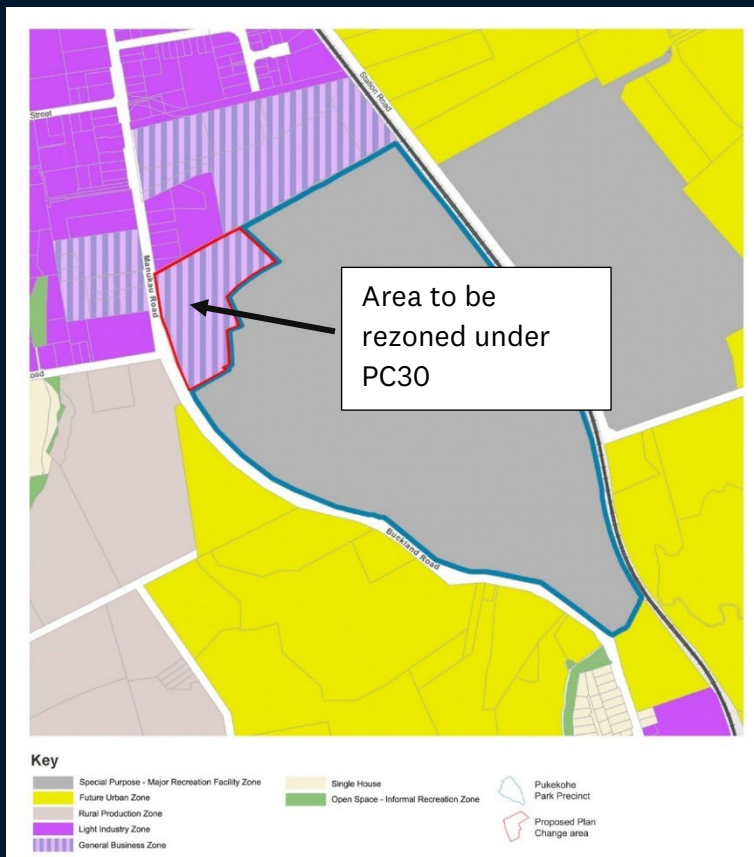 Street
Station Road
Manukau Road
Area to be
rezoned under
PC30
oad
Buckland Road
Key
Special Purpose - Major Recreation Facility Zone
Future Urban Zone
Rural Production Zone
Light Industry Zone
General Business Zone
Single House
Open Space - Informal Recreation Zone
Pukekohe
Park Precinct
Proposed Plan
Change area